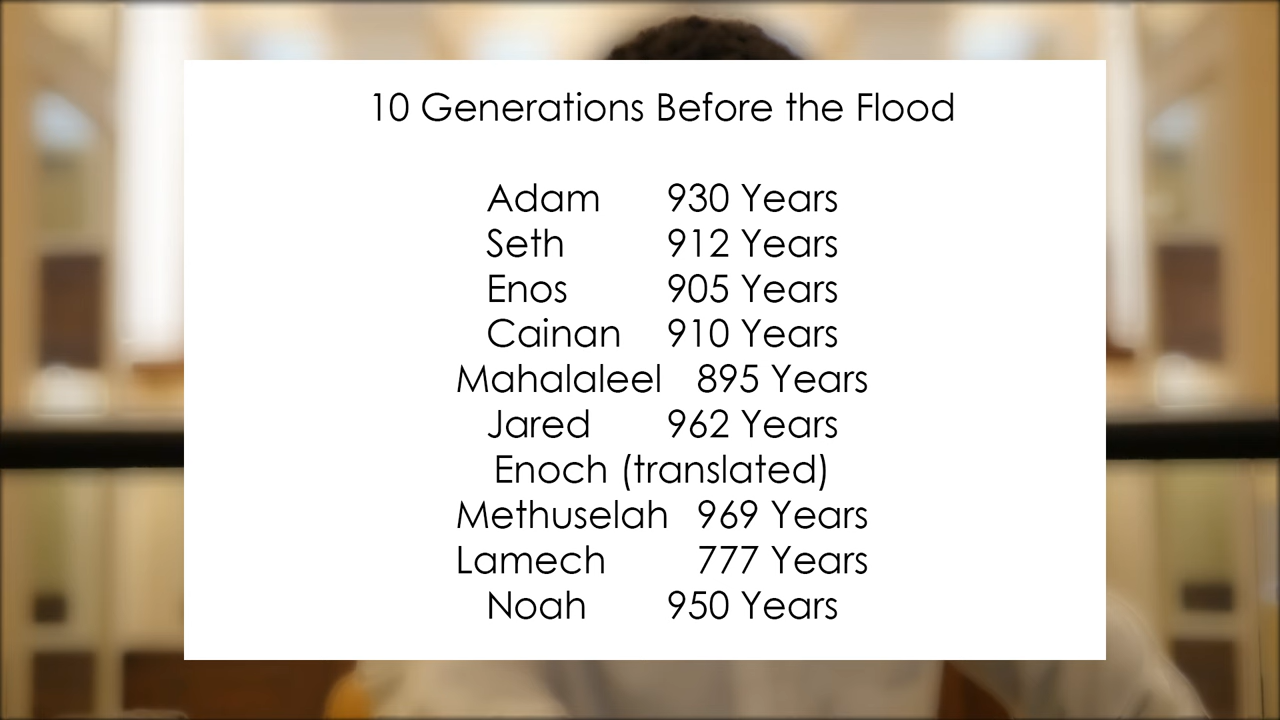 10 Generations Before the Flood
Adam 930 Years
Seth 912 Years
Enos 905 Years
Cainan 910 Years
Mahalaleel 895 Years
Jared 962 Years
Enoch (translated)
Methuselah 969 Years
Lamech 777 Years
Noah 950 Years